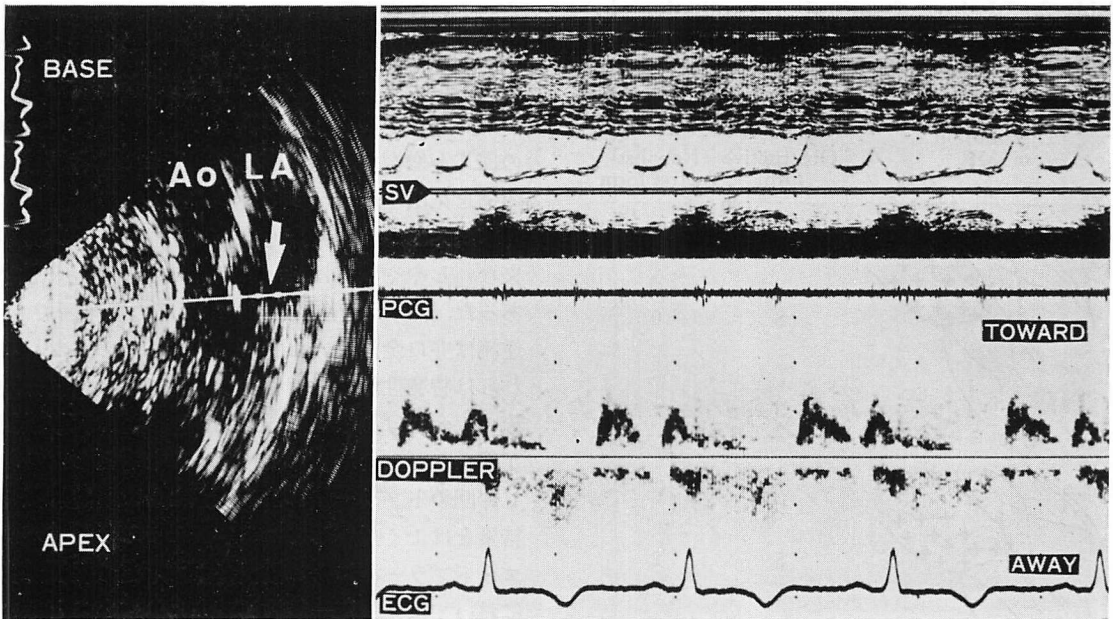 BASE
Ao LA
APEX
SV
PCG
TOWARD
DOPPLER
AWAY
ECG